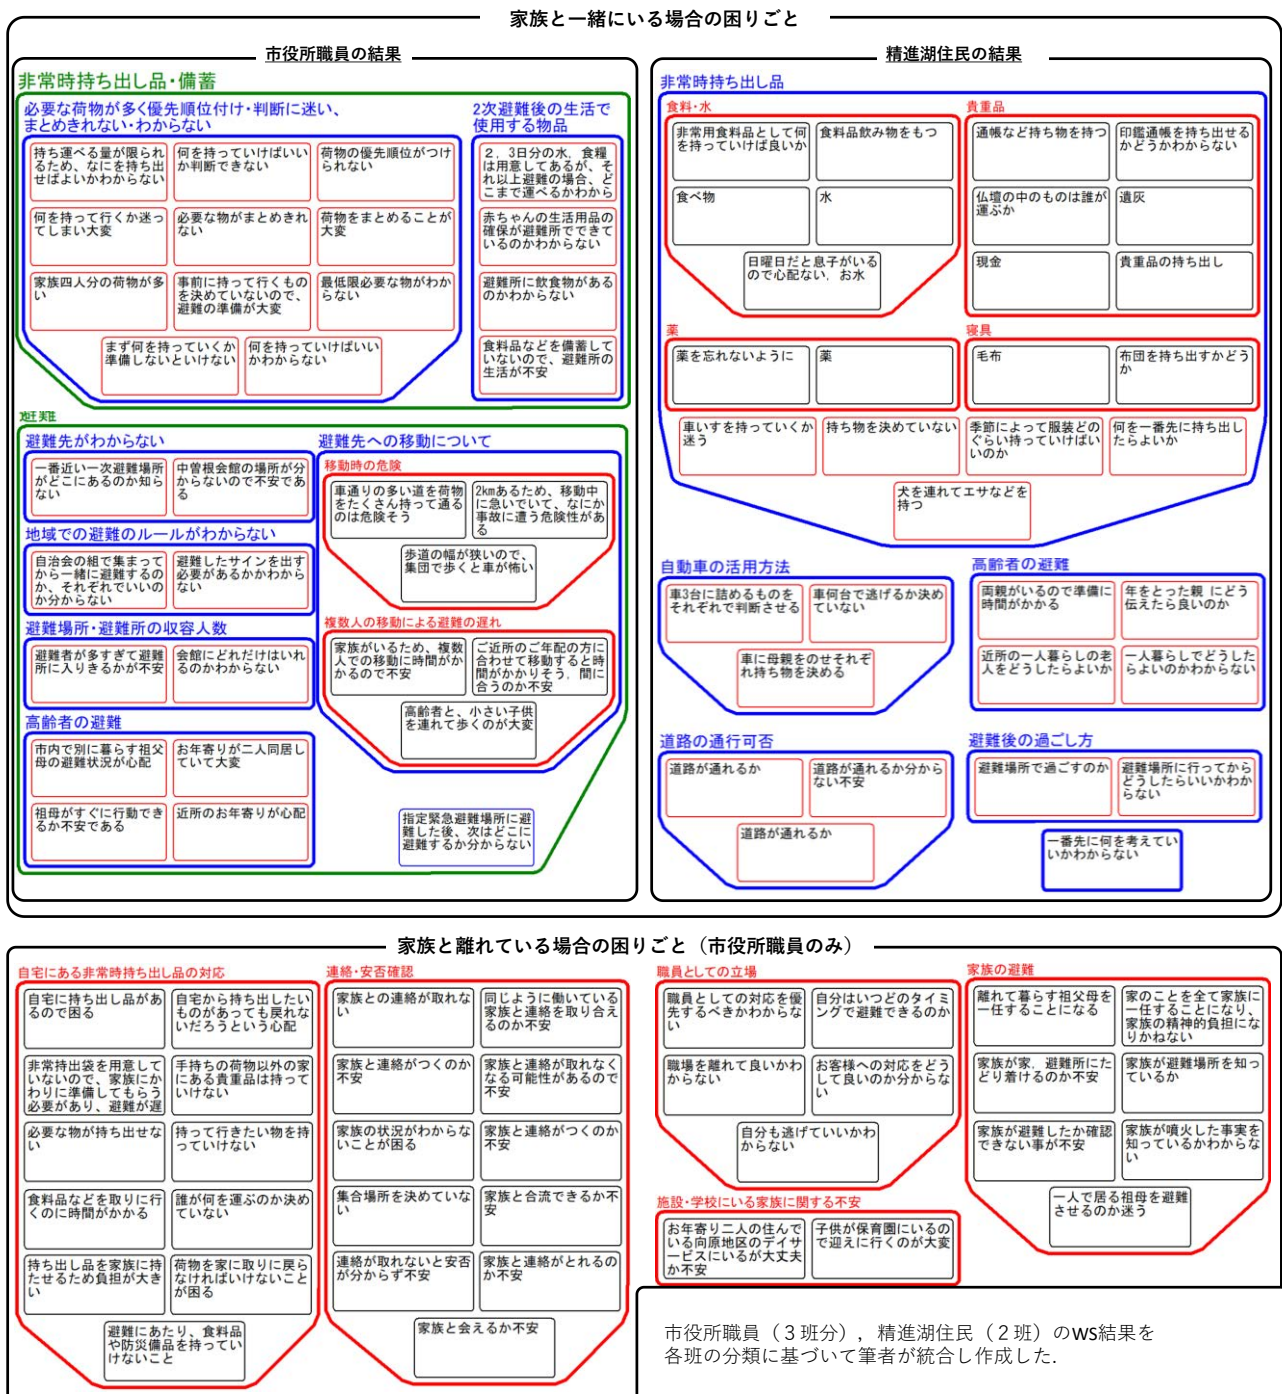 家族と一緒にいる場合の困りごと
市役所職員の結果
非常時持ち出し品・備蓄
必要な荷物が多く優先順位付け・判断に迷い、
まとめきれない・わからない
持ち運べる量が限られ
るため、なにを持ち出
せばよいかわからない
何を持っていけばいい
か判断できない
荷物の優先順位がつけ
られない
何を持って行くか迷っ
てしまい大変
必要な物がまとめきれ
ない
荷物をまとめることが
大変
家族四人分の荷物が多
い
事前に持って行くもの
を決めていないので、
避難の準備が大変
最低限必要な物がわか
らない
まず何を持っていくか
準備しないといけない
何を持っていけばいい
かわからない
2次避難後の生活で
使用する物品
２，３日分の水，食糧
は用意してあるが、そ
れ以上避難の場合、ど
こまで運べるかわから
赤ちゃんの生活用品の
確保が避難所でできて
いるのかわからない
避難所に飲食物がある
のかわからない
食料品などを備蓄して
いないので、避難所の
生活が不安
避難
避難先がわからない
一番近い一次避難場所
がどこにあるのか知ら
ない
中曽根会館の場所が分
からないので不安であ
る
地域での避難のルールがわからない
自治会の組で集まって
から一緒に避難するの
か、それぞれでいいの
か分からない
避難したサインを出す
必要があるかわから
ない
避難場所・避難所の収容人数
避難者が多すぎて避難
所に入りきるかが不安
会館にどれだけはいれ
るのかわからない
高齢者の避難
市内で別に暮らす祖父
母の避難状況が心配
お年寄りが二人同居し
ていて大変
祖母がすぐに行動でき
るか不安である
近所のお年寄りが心配
避難先への移動について
移動時の危険
車通りの多い道を荷物
をたくさん持って通る
のは危険そう
2kmあるため、移動中
に急いでいて、なにか
事故に遭う危険性があ
る
歩道の幅が狭いので、
集団で歩くと車が怖い
複数人の移動による避難の遅れ
家族がいるため、複数
人での移動に時間がか
かるので不安
ご近所のご年配の方に
合わせて移動すると時
間がかかりそう，間に
合うのか不安
高齢者と、小さい子供
を連れて歩くのが大変
指定緊急避難場所に避
難した後、次はどこに
避難するか分からない
精進湖住民の結果
非常時持ち出し品
食料・水
非常用食料品として何
を持っていけば良いか
食料品飲み物をもつ
食べ物
水
日曜日だと息子がいる
ので心配ない，お水
貴重品
通帳など持ち物を持つ
印鑑通帳を持ち出せる
かどうかわからない
仏壇の中のものは誰が
運ぶか
遺灰
現金
貴重品の持ち出し
薬
薬を忘れないように
薬
寝具
毛布
布団を持ち出すかどう
か
車いすを持っていくか
迷う
持ち物を決めていない
季節によって服装どの
ぐらい持っていけばい
いのか
何を一番先に持ち出し
たらよいか
犬を連れてエサなどを
持つ
自動車の活用方法
車3台に詰めるものを
それぞれで判断させる
車何台で逃げるか決め
ていない
車に母親をのせそれぞ
れ持ち物を決める
高齢者の避難
両親がいるので準備に
時間がかかる
年をとった親 にどう
伝えたら良いのか
近所の一人暮らしの老
人をどうしたらよいか
一人暮らしでどうした
らよいのかわからない
道路の通行可否
道路が通れるか
道路が通れるか分から
ない不安
道路が通れるか
避難後の過ごし方
避難場所で過ごすのか
避難場所に行ってから
どうしたらいいかわか
らない
一番先に何を考えてい
いかわからない
家族と離れている場合の困りごと（市役所職員のみ）
自宅にある非常時持ち出し品の対応
自宅に持ち出し品があ
るので困る
自宅から持ち出したい
ものがあっても戻れな
いだろうという心配
非常持出袋を用意して
いないので、家族にか
わりに準備してもらう
必要があり、避難が遅
手持ちの荷物以外の家
にある貴重品は持って
いけない
必要な物が持ち出せな
い
持って行きたい物を持
っていけない
食料品などを取りに行
くのに時間がかかる
誰が何を運ぶのか決め
ていない
持ち出し品を家族に持
たせるため負担が大き
い
荷物を家に取りに戻ら
なければいけないこと
が困る
避難にあたり、食料品
や防災備品を持ってい
けないこと
連絡・安否確認
家族との連絡が取れな
い
同じように働いている
家族と連絡を取り合え
るのか不安
家族と連絡がつくのか
不安
家族と連絡が取れなく
なる可能性があるので
不安
家族の状況がわからな
いことが困る
家族と連絡がつくのか
不安
集合場所を決めていな
い
家族と合流できるか不
安
連絡が取れないと安否
が分からず不安
家族と連絡がとれるの
か不安
家族と会えるか不安
職員としての立場
職員としての対応を優
先するべきかわからな
い
自分はいつどのタイミ
ングで避難できるのか
職場を離れて良いかわ
からない
お客様への対応をどう
して良いのか分からな
い
自分も逃げていいかわ
からない
施設・学校にいる家族に関する不安
お年寄り二人の住んで
いる向原地区のデイサ
ービスにいるが大丈夫
か不安
子供が保育園にいるの
で迎えに行くのが大変
家族の避難
離れて暮らす祖父母を
一任することになる
家のことを全て家族に
一任することになり、
家族の精神的負担にな
りかねない
家族が家，避難所にた
どり着けるのか不安
家族が避難場所を知っ
ているか
家族が避難したか確認
できない事が不安
家族が噴火した事実を
知っているかわからな
い
一人で居る祖母を避難
させるのか迷う
市役所職員（３班分），精進湖住民（２班）のWS結果を
各班の分類に基づいて筆者が統合し作成した．